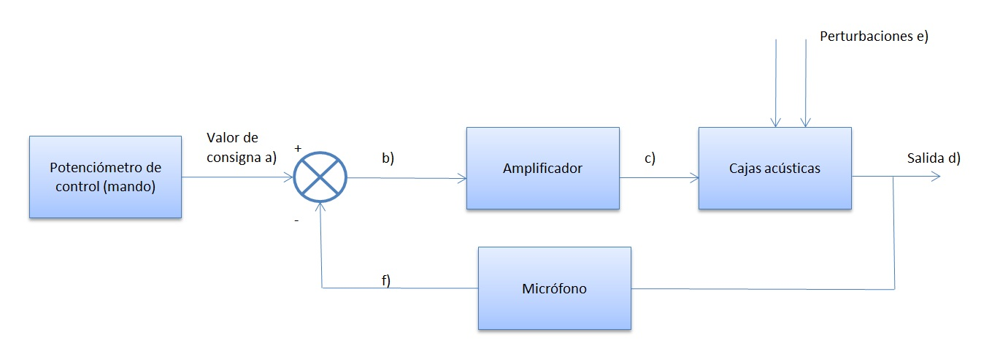 Perturbaciones e)
Valor de
consigna a)
+
b)
c)
Salida d)
Potenciómetro de
control (mando)
Amplificador
Cajas acústicas
-
f)
Micrófono